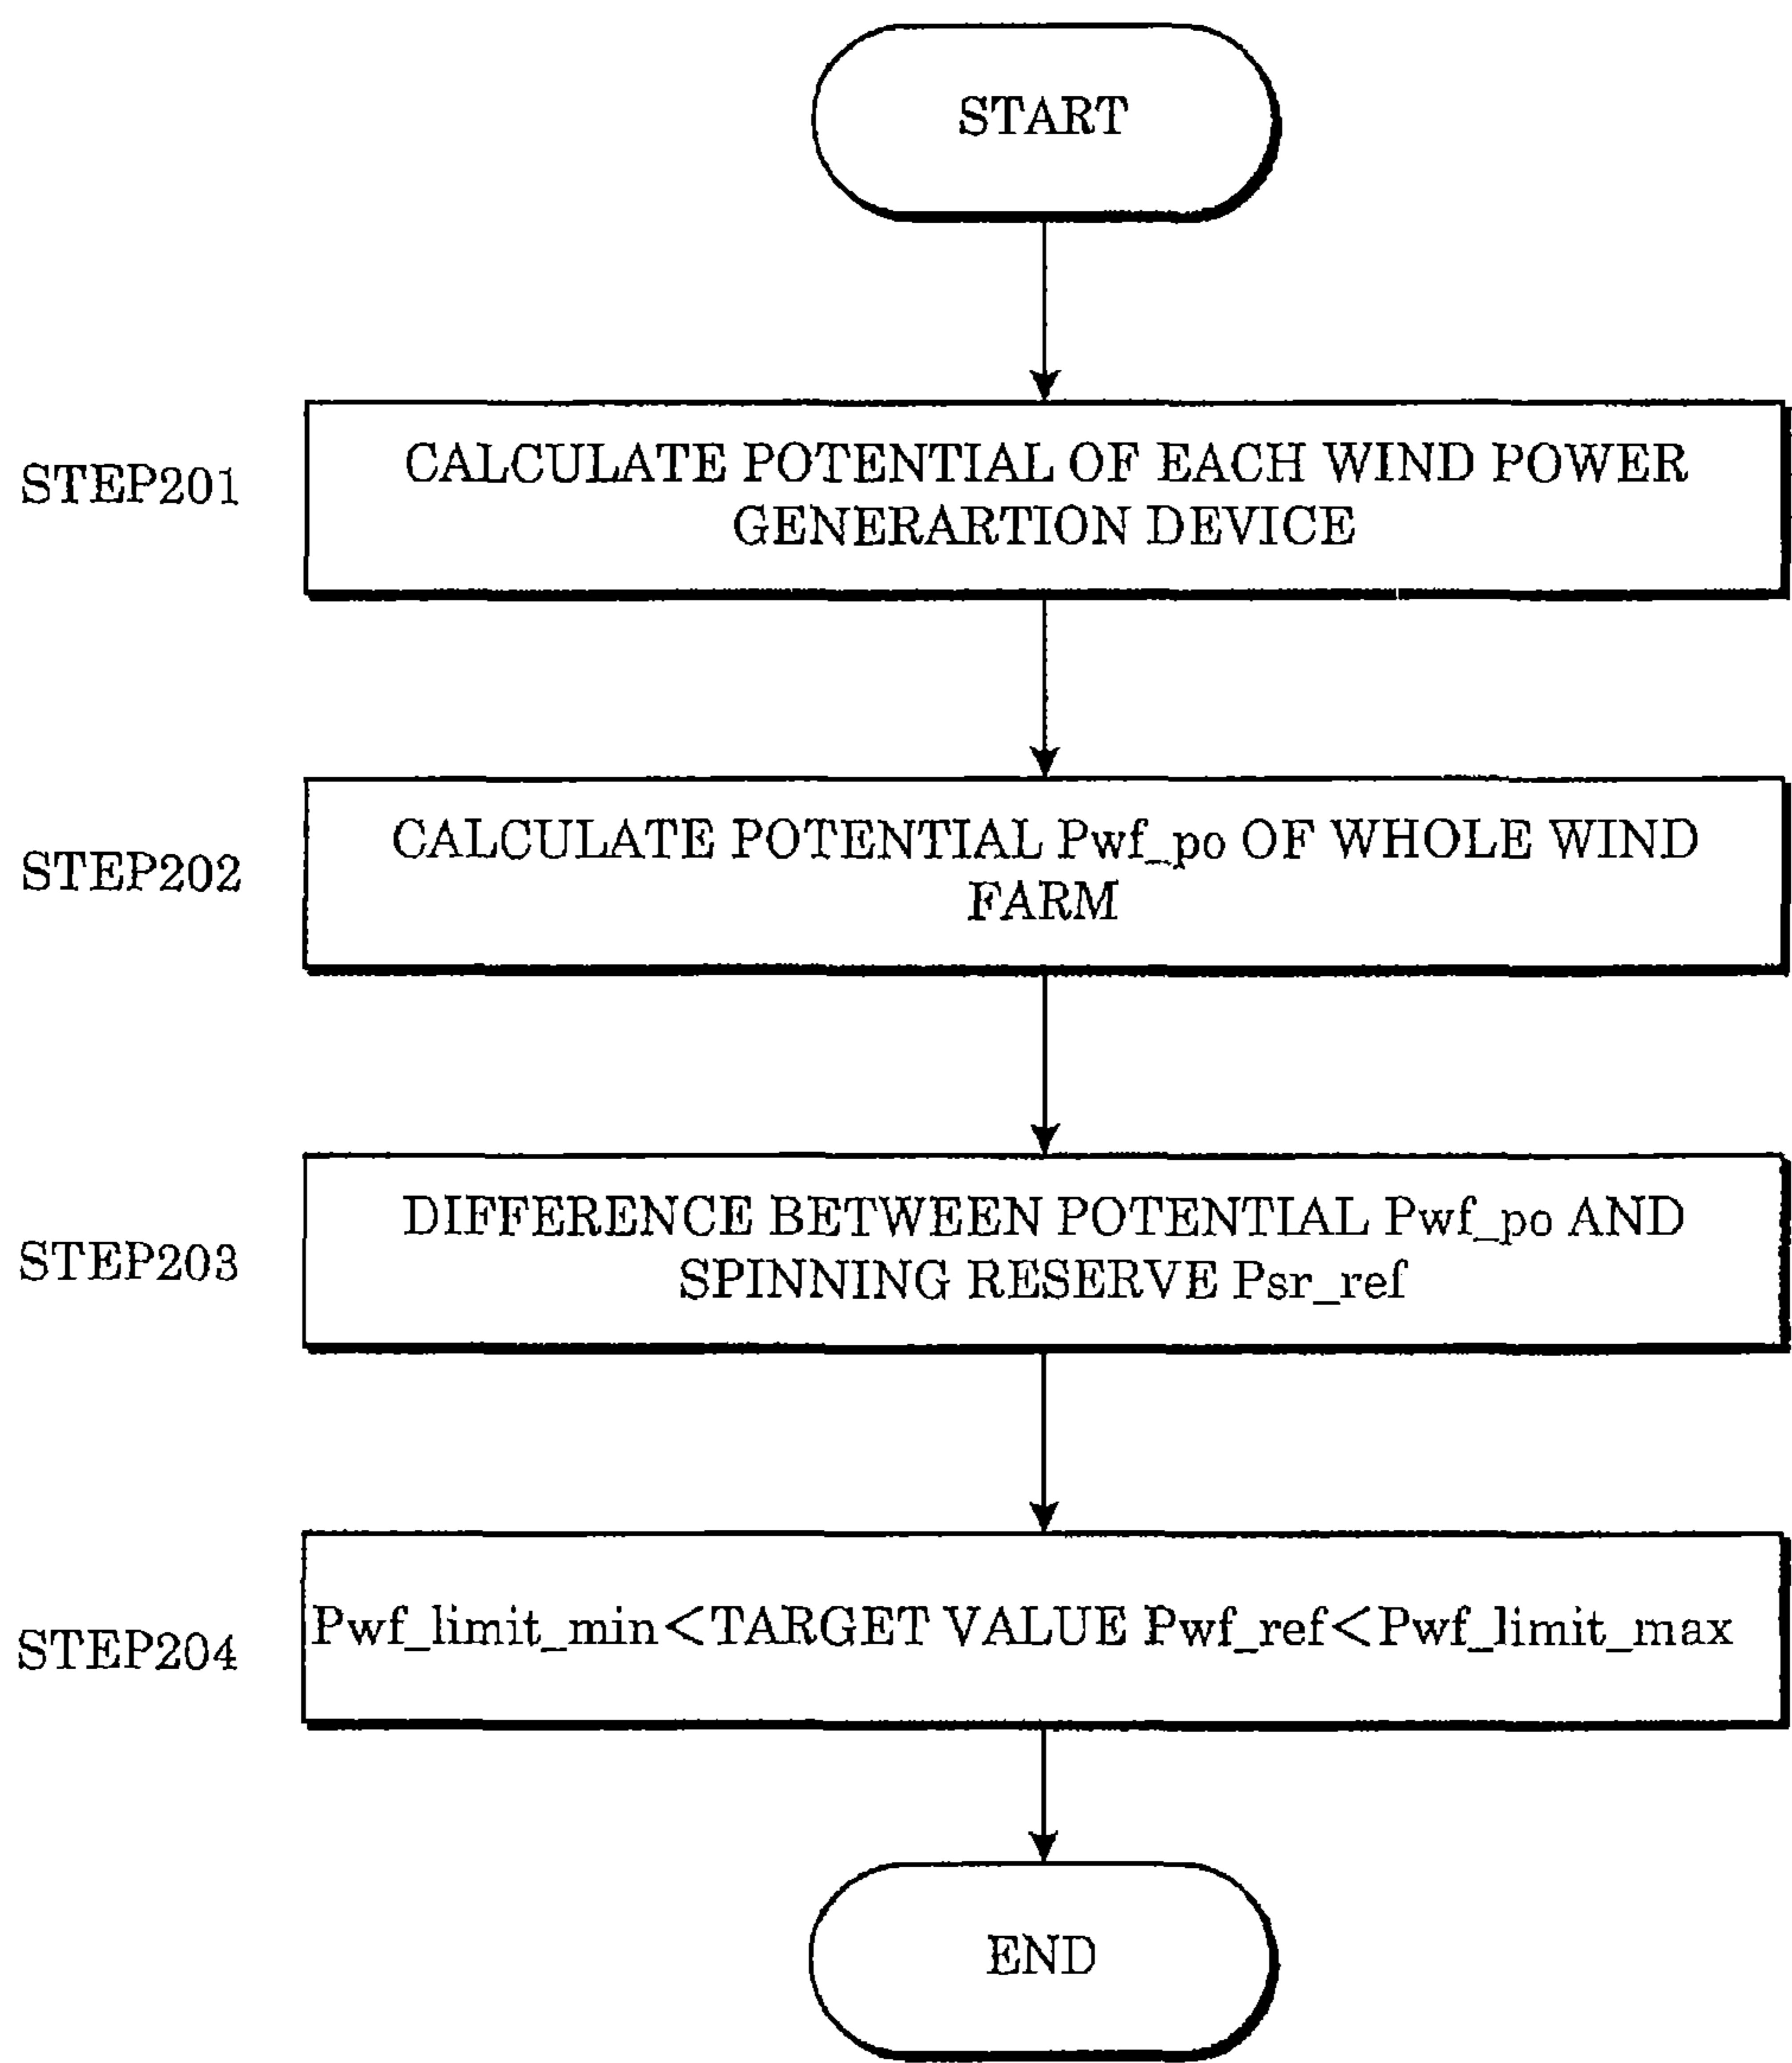 START
STEP201
CALCULATE POTENTIAL OF EACH WIND POWER
GENERARTION DEVICE
STEP202
CALCULATE POTENTIAL Pwf_po OF WHOLE WIND
FARM
STEP203
DIFFERENCE BETWEEN POTENTIAL Pwf_po AND
SPINNING RESERVE Psr_ref
STEP204
Pwf_limit_min<TARGET VALUE Pwf_ref<Pwf_limit_max
END